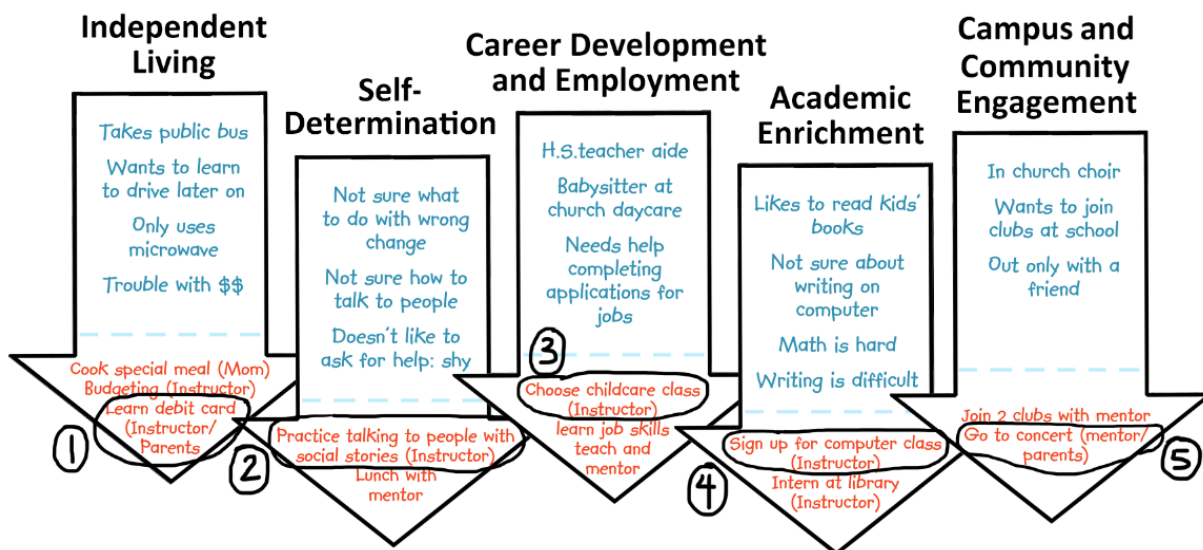 Independent
Living
Takes public bus
Wants to learn
to drive later on
Only uses
microwave
Trouble with $$
Cook special meal (Mom)
Budgeting (Instructor)
Learn debit card
(Instructor/
Parents
1
Self-
Determination
Not sure what
to do with wrong
change
Not sure how to
talk to people
Doesn't like to
ask for help: shy
Practice talking to people with
social stories (Instructor)
Lunch with
mentor
2
Career Development
and Employment
H.S.teacher aide
Babysitter at
church daycare
Needs help
completing
applications for
jobs
3
Choose childcare class
(Instructor)
learn job skills
teach and
mentor
Academic
Enrichment
Likes to read kids'
books
Not sure about
writing on
computer
Math is hard
Writing is difficult
Sign up for computer class
(Instructor)
Intern at library
(Instructor)
4
Campus and
Community
Engagement
In church choir
Wants to join
clubs at school
Out only with a
friend
Join 2 clubs with mentor
Go to concert (mentor/
parents)
5